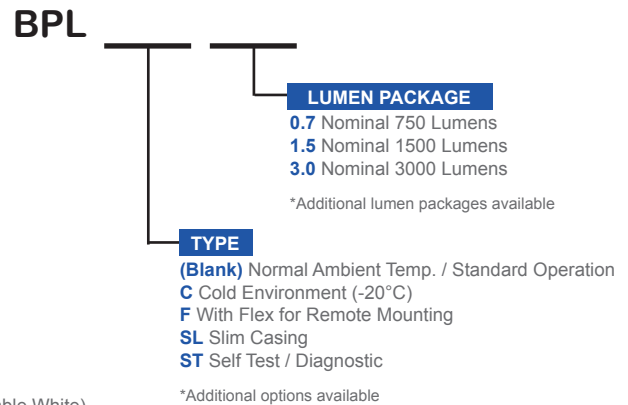 BPL
LUMEN PACKAGE
0.7 Nominal 750 Lumens
1.5 Nominal 1500 Lumens
3.0 Nominal 3000 Lumens
*Additional lumen packages available
TYPE
(Blank) Normal Ambient Temp. / Standard Operation
C Cold Environment (-20°C)
F With Flex for Remote Mounting
SL Slim Casing
ST Self Test / Diagnostic
*Additional options available
White)